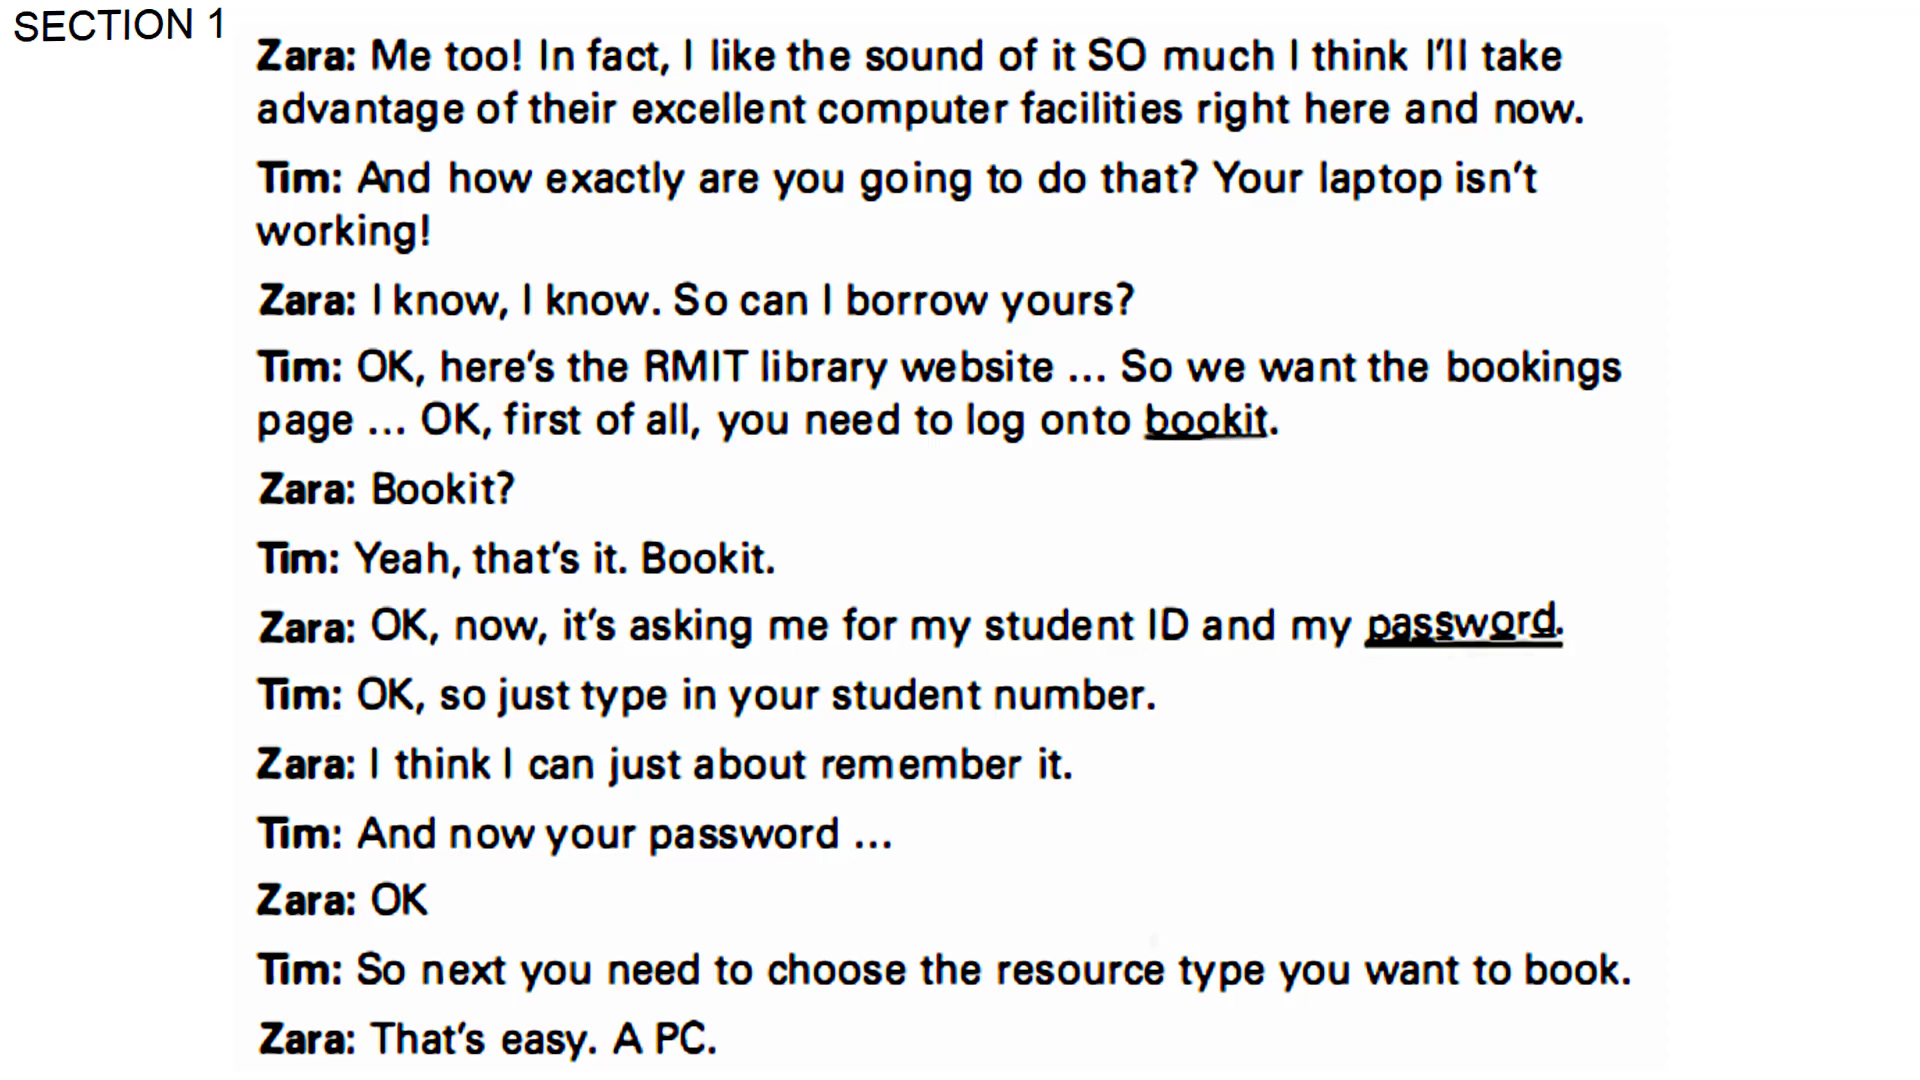 SECTION 1
Zara: Me too! In fact, I like the sound of it SO much I think I'll take
advantage of their excellent computer facilities right here and now.
Tim: And how exactly are you going to do that? Your laptop isn't
working!
Zara: I know, I know. So can I borrow yours?
Tim: OK, here's the RMIT library website ... So we want the bookings
page ... OK, first of all, you need to log onto bookit.
Zara: Bookit?
Tim: Yeah, that's it. Bookit.
Zara: OK, now, it's asking me for my student ID and my password.
Tim: OK, so just type in your student number.
Zara: I think I can just about remember it.
Tim: And now your password ...
Zara: OK
Tim: So next you need to choose the resource type you want to book.
Zara: That's easy. A PC.